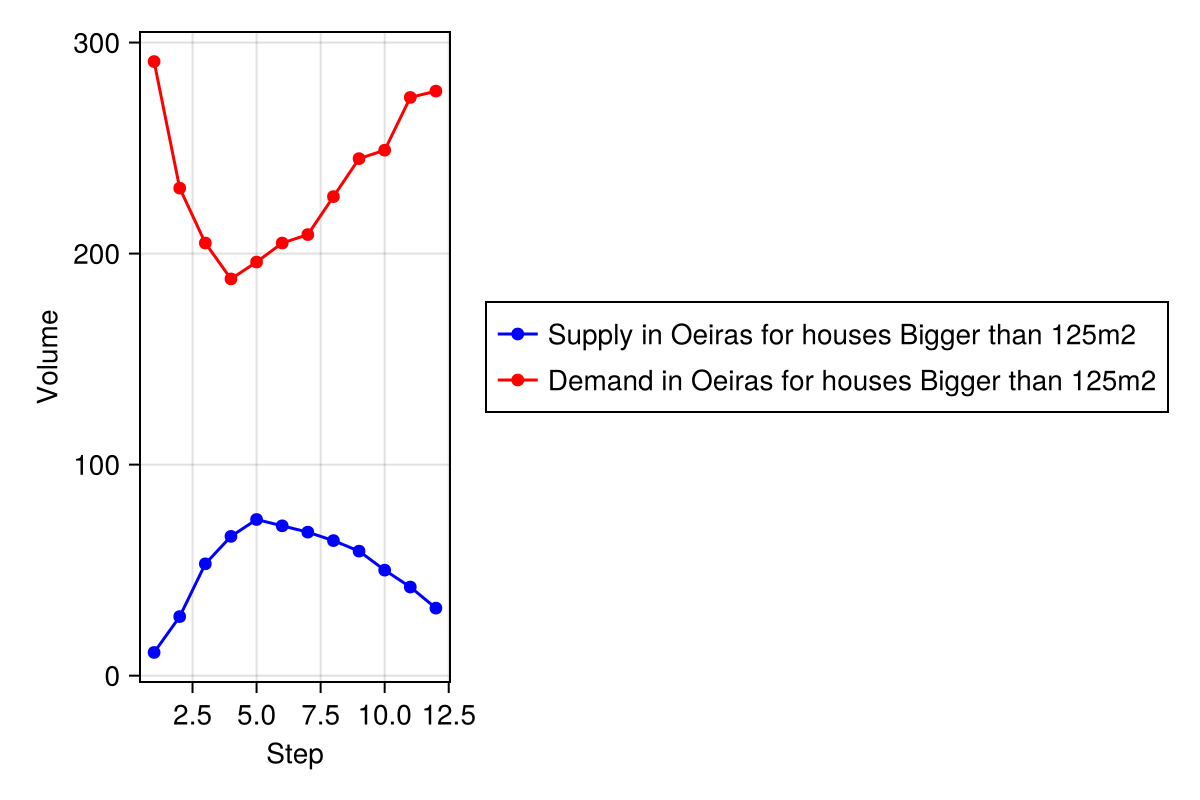 300
200
100
0
Volume
2.5 5.0 7.5 10.0 12.5
Step
Supply in Oeiras for houses Bigger than 125m2
Demand in Oeiras for houses Bigger than 125m2